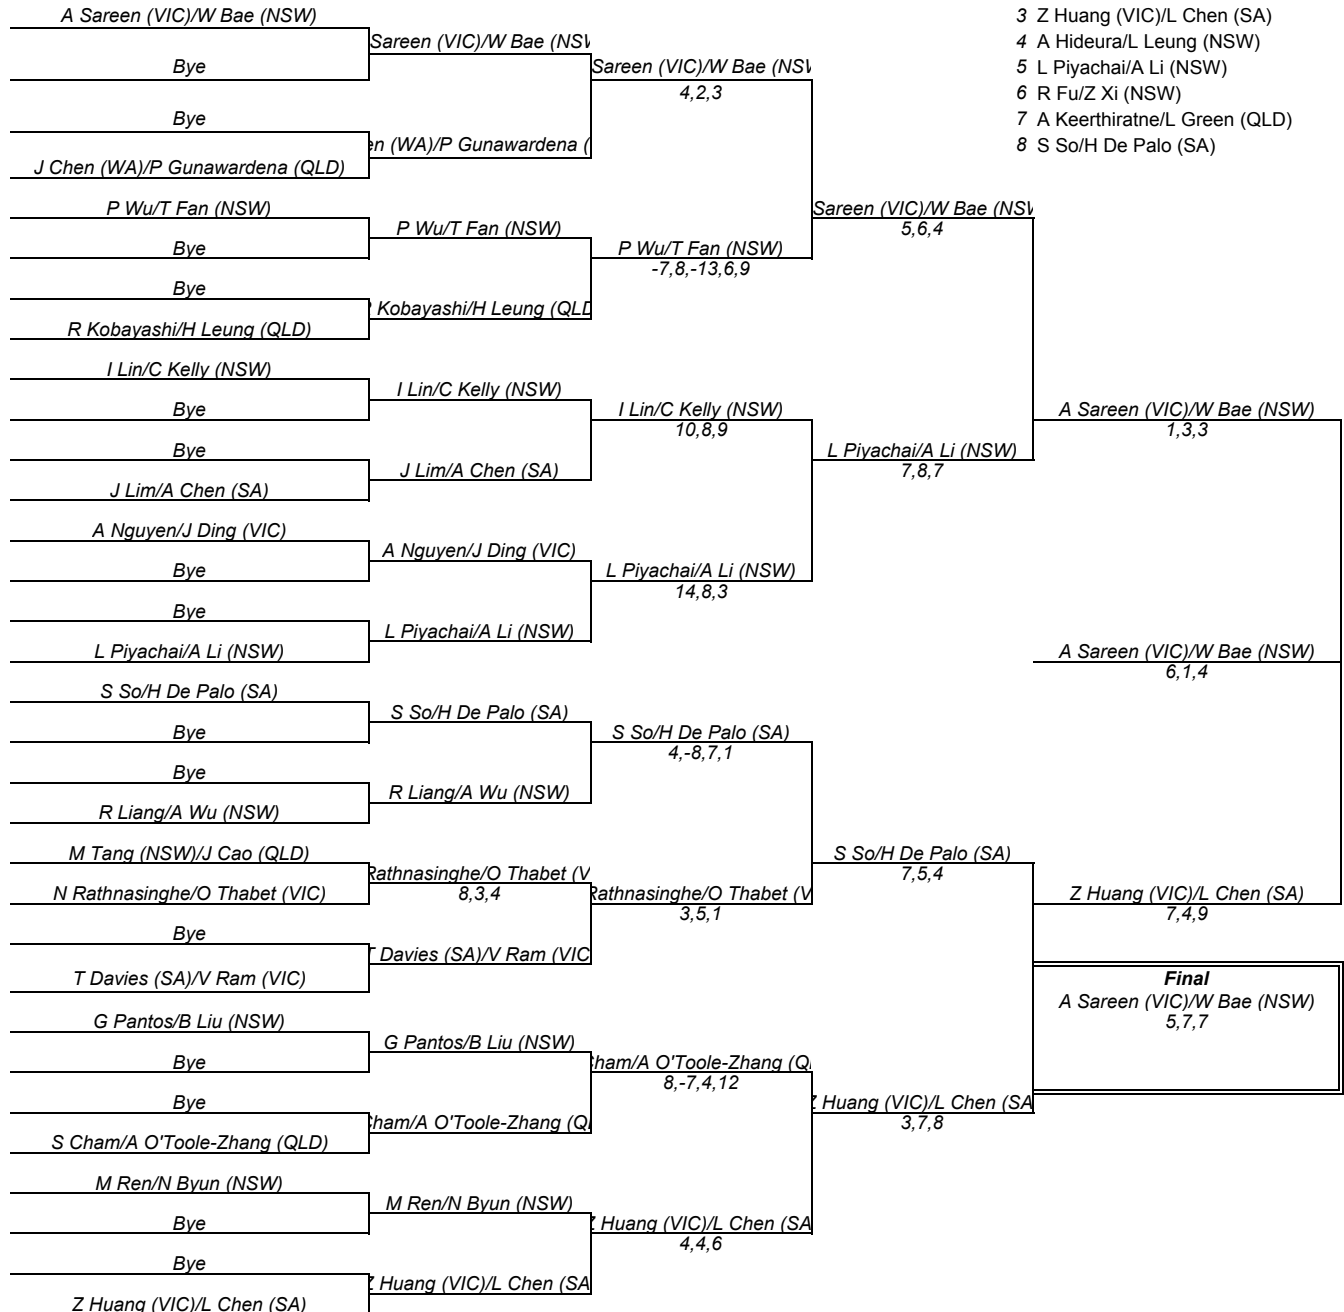 A Sareen (VIC)/W Bae (NSW)
Bye
Bye
J Chen (WA)/P Gunawardena (QLD)
P Wu/T Fan (NSW)
Bye
Bye
R Kobayashi/H Leung (QLD)
I Lin/C Kelly (NSW)
Bye
Bye
J Lim/A Chen (SA)
A Nguyen/J Ding (VIC)
Bye
Bye
L Piyachai/A Li (NSW)
S So/H De Palo (SA)
Bye
Bye
R Liang/A Wu (NSW)
M Tang (NSW)/J Cao (QLD)
N Rathnasinghe/O Thabet (VIC)
Bye
T Davies (SA)/V Ram (VIC)
G Pantos/B Liu (NSW)
Bye
Bye
S Cham/A O'Toole-Zhang (QLD)
M Ren/N Byun (NSW)
Bye
Bye
Z Huang (VIC)/L Chen (SA)
Sareen (VIC)/W Bae (NSW
en (WA)/P Gunawardena (
P Wu/T Fan (NSW)
Kobayashi/H Leung (QLD
I Lin/C Kelly (NSW)
J Lim/A Chen (SA)
A Nguyen/J Ding (VIC)
L Piyachai/A Li (NSW)
S So/H De Palo (SA)
R Liang/A Wu (NSW)
Rathnasinghe/O Thabet (V
8,3,4
T Davies (SA)/V Ram (VIC
G Pantos/B Liu (NSW)
Cham/A O'Toole-Zhang (QL
M Ren/N Byun (NSW)
Z Huang (VIC)/L Chen (SA
Sareen (VIC)/W Bae (NSW
4,2,3
P Wu/T Fan (NSW)
-7,8,-13,6,9
I Lin/C Kelly (NSW)
10,8,9
L Piyachai/A Li (NSW)
14,8,3
S So/H De Palo (SA)
4,-8,7,1
Rathnasinghe/O Thabet (V
3,5,1
Cham/A O'Toole-Zhang (QL
8,-7,4,12
Z Huang (VIC)/L Chen (SA
4,4,6
Sareen (VIC)/W Bae (NSW
5,6,4
L Piyachai/A Li (NSW)
7,8,7
S So/H De Palo (SA)
7,5,4
Z Huang (VIC)/L Chen (SA
3,7,8
3 Z Huang (VIC)/L Chen (SA)
4 A Hideura/L Leung (NSW)
5 L Piyachai/A Li (NSW)
6 R Fu/Z Xi (NSW)
7 A Keerthiratne/L Green (QLD)
8 S So/H De Palo (SA)
A Sareen (VIC)/W Bae (NSW)
1,3,3
A Sareen (VIC)/W Bae (NSW)
6,1,4
Z Huang (VIC)/L Chen (SA)
7,4,9
Final
A Sareen (VIC)/W Bae (NSW)
5,7,7